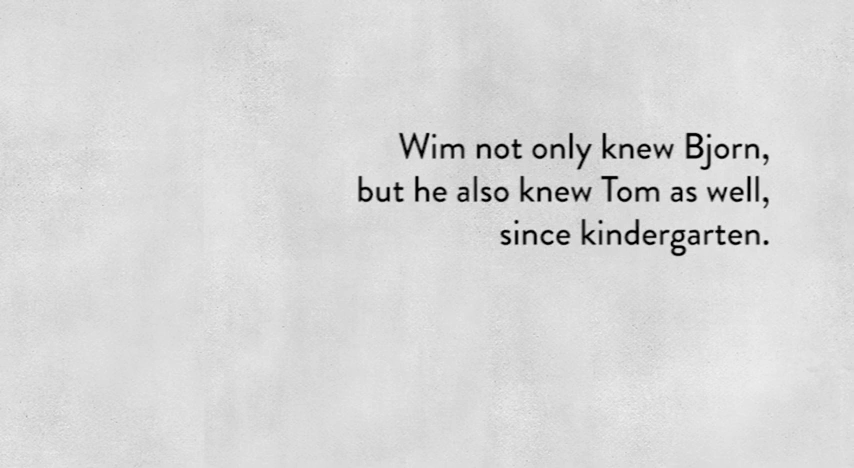 Wim not only knew Bjorn,
but he also knew Tom as well,
since kindergarten.